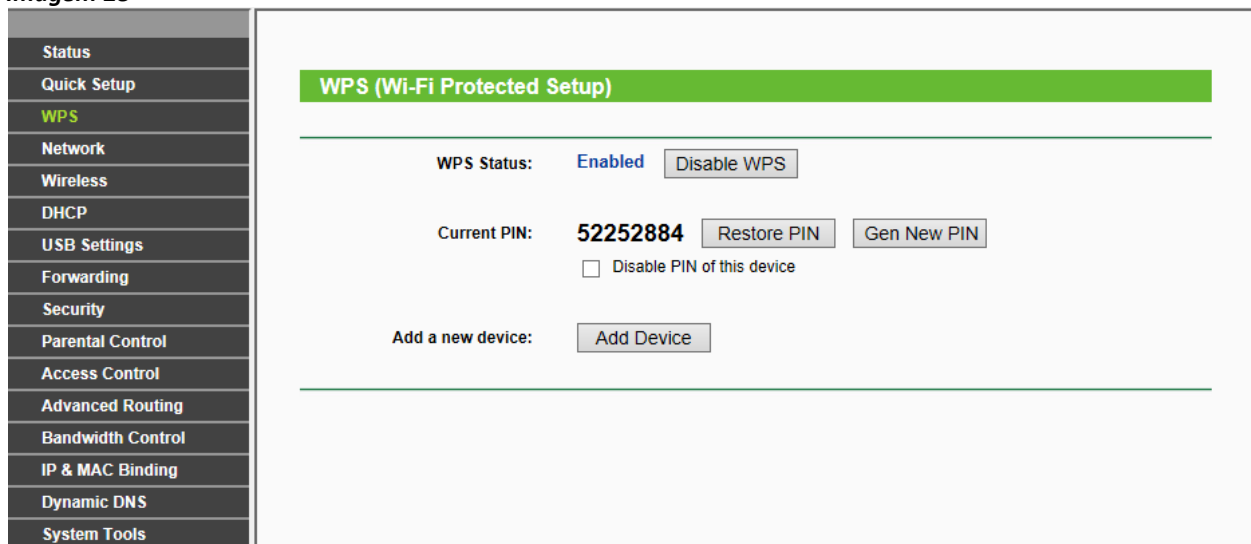 Status
Quick Setup
WPS
Network
Wireless
DHCP
USB Settings
Forwarding
Security
Parental Control
Access Control
Advanced Routing
Bandwidth Control
IP & MAC Binding
Dynamic DNS
System Tools
WPS (Wi-Fi Protected Setup)
WPS Status: Enabled Disable WPS
Current PIN: 52252884 Restore PIN Gen New PIN
Disable PIN of this device
Add a new device: Add Device